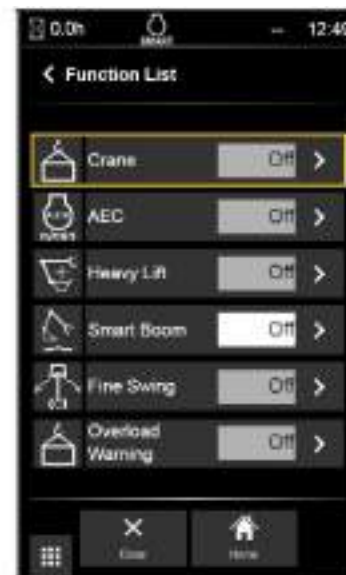 0.0h -- 12:49
SMART
Function List
Crane Off
AEC Off
Heavy Lift Off
Smart Boom Off
Fine Swing Off
Overload
Warning Off
Close Home